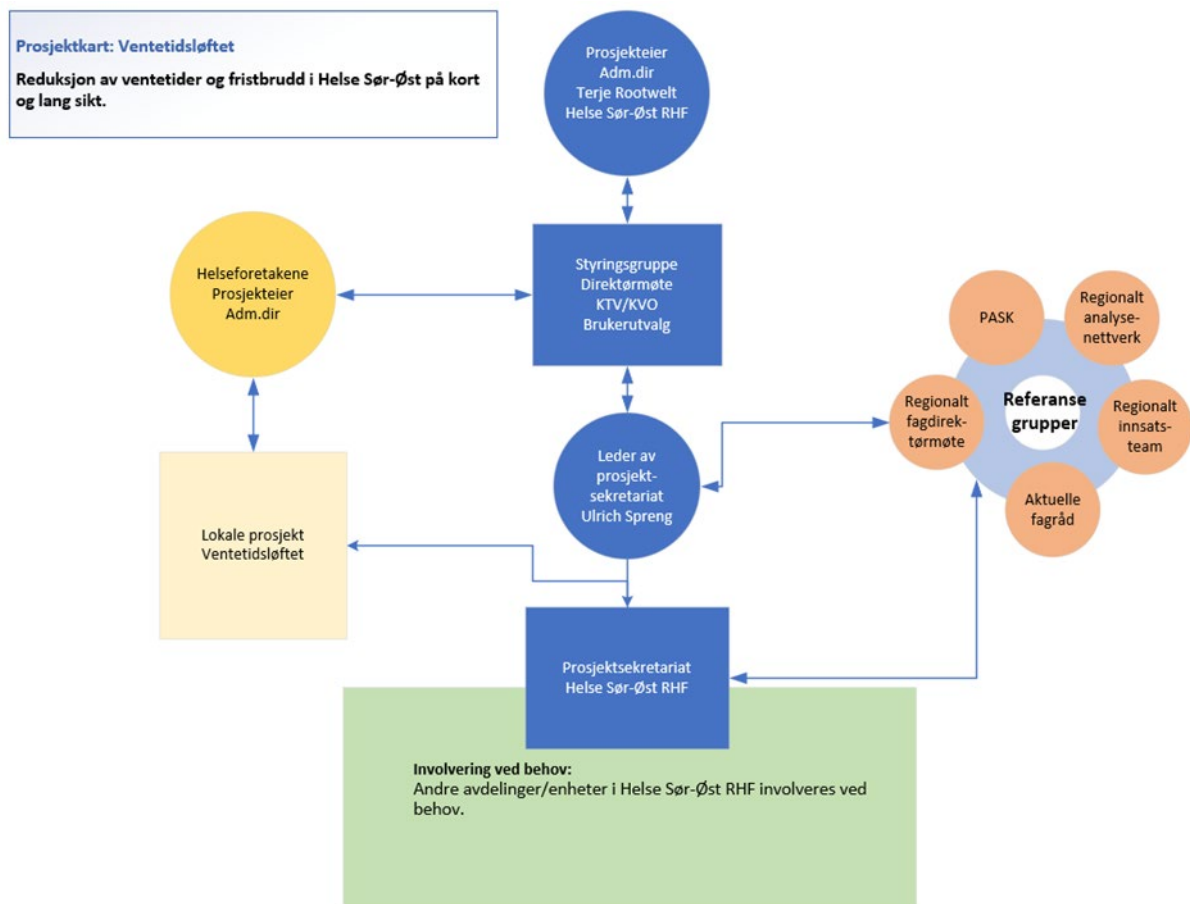 Prosjektkart: Ventetidsløftet
Reduksjon av ventetider og fristbrudd i Helse Sør-Øst på kort
og lang sikt.
Prosjekteier
Adm.dir
Terje Rootwelt
Helse Sør-Øst RHF
Helseforetakene
Prosjekteier
Adm.dir
Styringsgruppe
Direktørmøte
KTV/KVO
Brukerutvalg
PASK
Regionalt
analyse-
nettverk
Regionalt
fagdirek-
tørmøte
Referanse
grupper
Regionalt
innsats-
team
Aktuelle
fagråd
Leder av
prosjekt-
sekretariat
Ulrich Spreng
Lokale prosjekt
Ventetidsløftet
Prosjektsekretariat
Helse Sør-Øst RHF
Involvering ved behov:
Andre avdelinger/enheter i Helse Sør-Øst RHF involveres ved
behov.